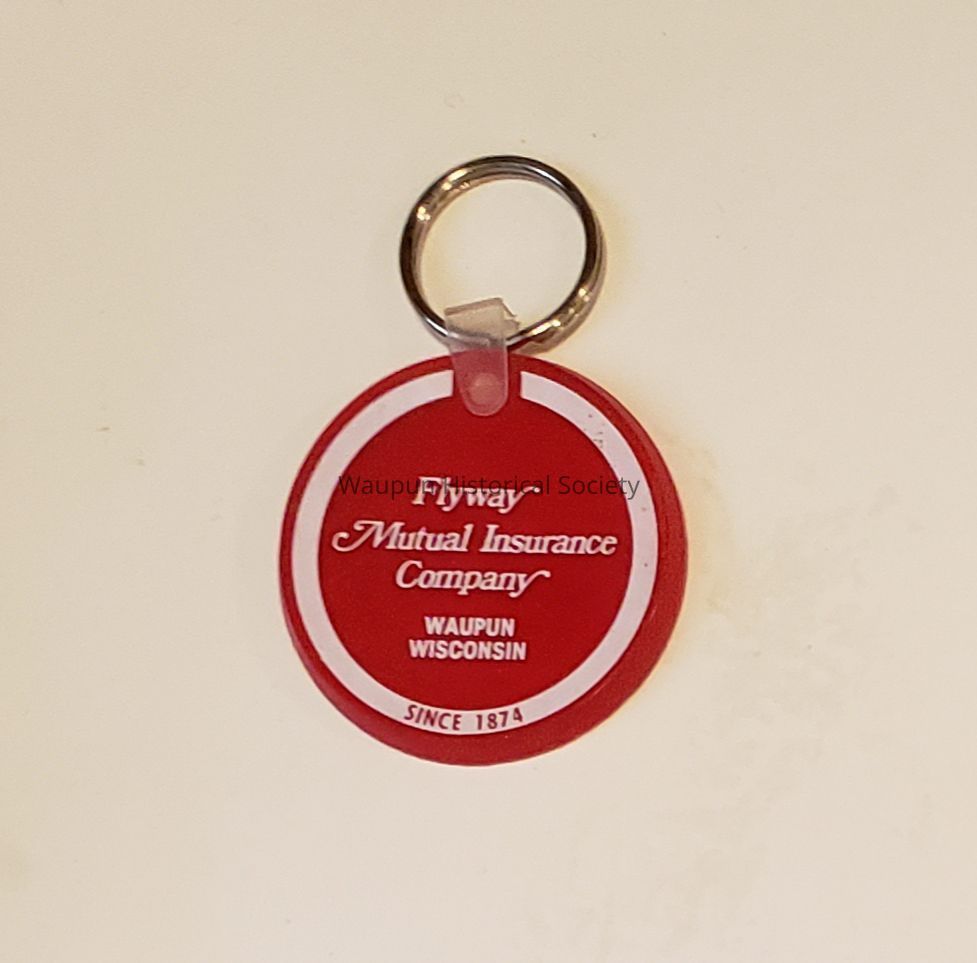 Waupun Historical Society
Flyway
Mutual Insurance
Company
WAUPUN
WISCONSIN
SINCE 1874